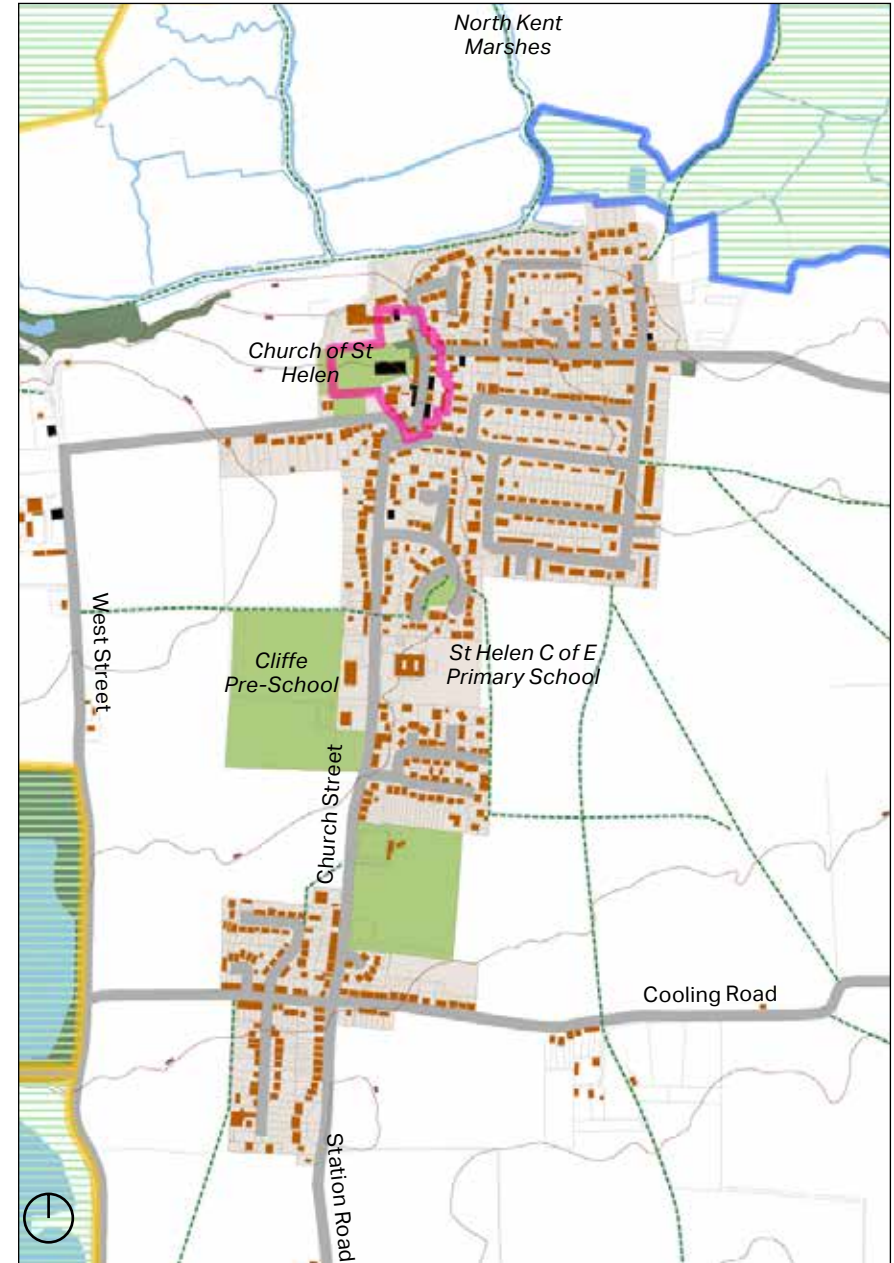 North Kent
Marshes
Church of St
Helen
West Street
Cliffe
Pre-School
St Helen C of E
Primary School
Church Street
Cooling Road
Station Road